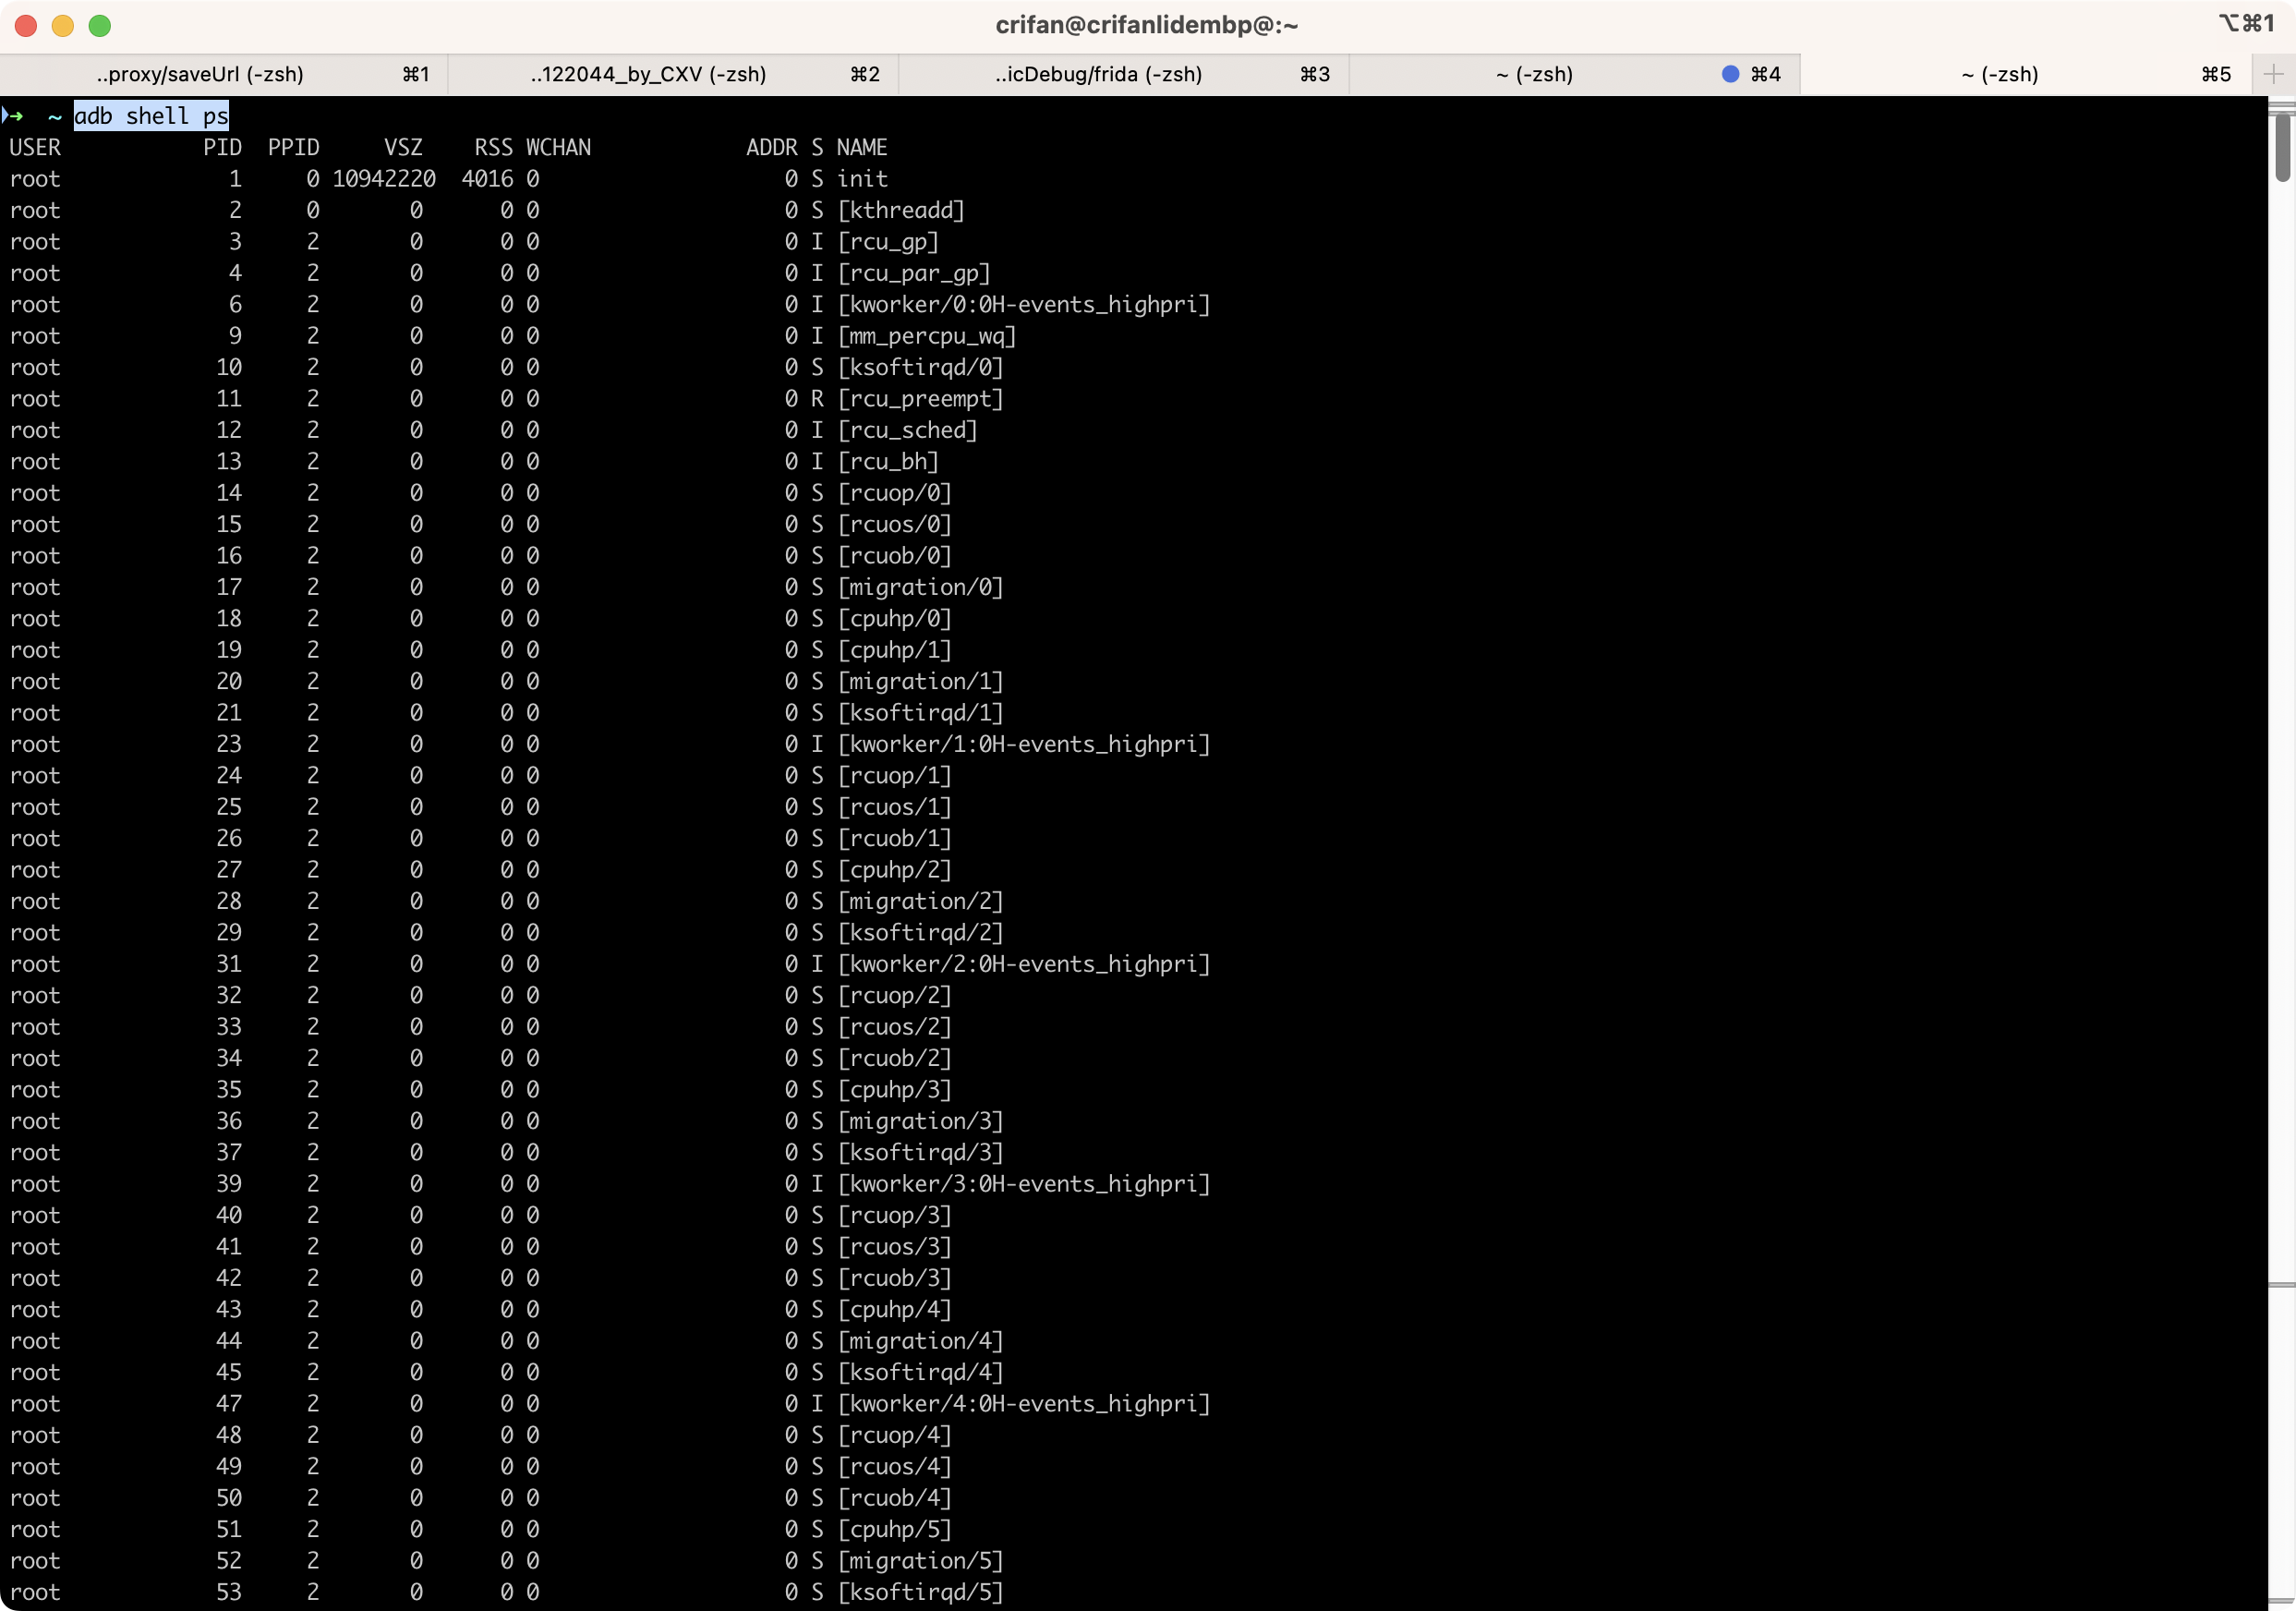 crifan@crifanlidembp@:~ ⌥⌘1
..proxy/saveUrl (-zsh) ⌘1 ..122044_by_CXV (-zsh) ⌘2 ..icDebug/frida (-zsh) ⌘3 ~ (-zsh) ⌘4 ~ (-zsh) ⌘5
➜ ~ adb shell ps
USER PID PPID VSZ RSS WCHAN ADDR S NAME
root 1 0 10942220 4016 0 0 S init
root 2 0 0 0 0 0 S [kthreadd]
root 3 2 0 0 0 0 I [rcu_gp]
root 4 2 0 0 0 0 I [rcu_par_gp]
root 6 2 0 0 0 0 I [kworker/0:0H-events_highpri]
root 9 2 0 0 0 0 I [mm_percpu_wq]
root 10 2 0 0 0 0 S [ksoftirqd/0]
root 11 2 0 0 0 0 R [rcu_preempt]
root 12 2 0 0 0 0 I [rcu_sched]
root 13 2 0 0 0 0 I [rcu_bh]
root 14 2 0 0 0 0 S [rcuop/0]
root 15 2 0 0 0 0 S [rcuos/0]
root 16 2 0 0 0 0 S [rcuob/0]
root 17 2 0 0 0 0 S [migration/0]
root 18 2 0 0 0 0 S [cpuhp/0]
root 19 2 0 0 0 0 S [cpuhp/1]
root 20 2 0 0 0 0 S [migration/1]
root 21 2 0 0 0 0 S [ksoftirqd/1]
root 23 2 0 0 0 0 I [kworker/1:0H-events_highpri]
root 24 2 0 0 0 0 S [rcuop/1]
root 25 2 0 0 0 0 S [rcuos/1]
root 26 2 0 0 0 0 S [rcuob/1]
root 27 2 0 0 0 0 S [cpuhp/2]
root 28 2 0 0 0 0 S [migration/2]
root 29 2 0 0 0 0 S [ksoftirqd/2]
root 31 2 0 0 0 0 I [kworker/2:0H-events_highpri]
root 32 2 0 0 0 0 S [rcuop/2]
root 33 2 0 0 0 0 S [rcuos/2]
root 34 2 0 0 0 0 S [rcuob/2]
root 35 2 0 0 0 0 S [cpuhp/3]
root 36 2 0 0 0 0 S [migration/3]
root 37 2 0 0 0 0 S [ksoftirqd/3]
root 39 2 0 0 0 0 I [kworker/3:0H-events_highpri]
root 40 2 0 0 0 0 S [rcuop/3]
root 41 2 0 0 0 0 S [rcuos/3]
root 42 2 0 0 0 0 S [rcuob/3]
root 43 2 0 0 0 0 S [cpuhp/4]
root 44 2 0 0 0 0 S [migration/4]
root 45 2 0 0 0 0 S [ksoftirqd/4]
root 47 2 0 0 0 0 I [kworker/4:0H-events_highpri]
root 48 2 0 0 0 0 S [rcuop/4]
root 49 2 0 0 0 0 S [rcuos/4]
root 50 2 0 0 0 0 S [rcuob/4]
root 51 2 0 0 0 0 S [cpuhp/5]
root 52 2 0 0 0 0 S [migration/5]
root 53 2 0 0 0 0 S [ksoftirqd/5]